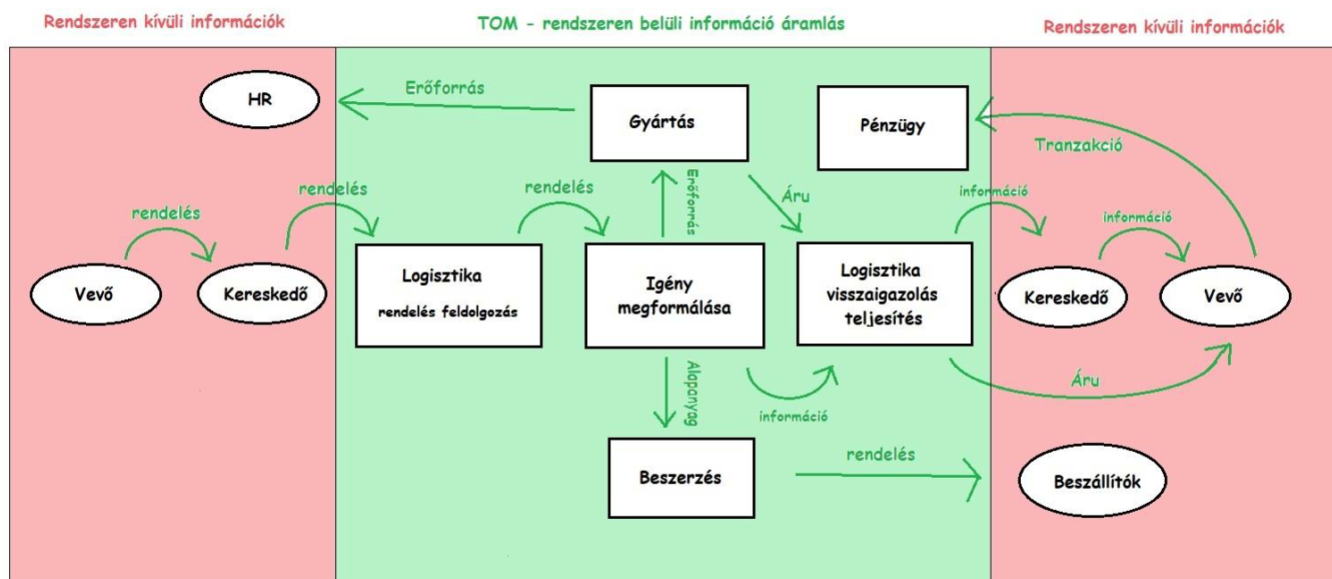 Rendszeren kívüli információk
TOM - rendszeren belüli információ áramlás
Rendszeren kívüli információk
HR
Erőforrás
Gyártás
Pénzügy
Tranzakció
rendelés
rendelés
rendelés
Erőforrás
Áru
információ
információ
Vevő
Kereskedő
Logisztika
rendelés feldolgozás
Igény
megformálása
Logisztika
visszaigazolás
teljesítés
Kereskedő
Vevő
Alapanyag
információ
Áru
Beszerzés
rendelés
Beszállítók